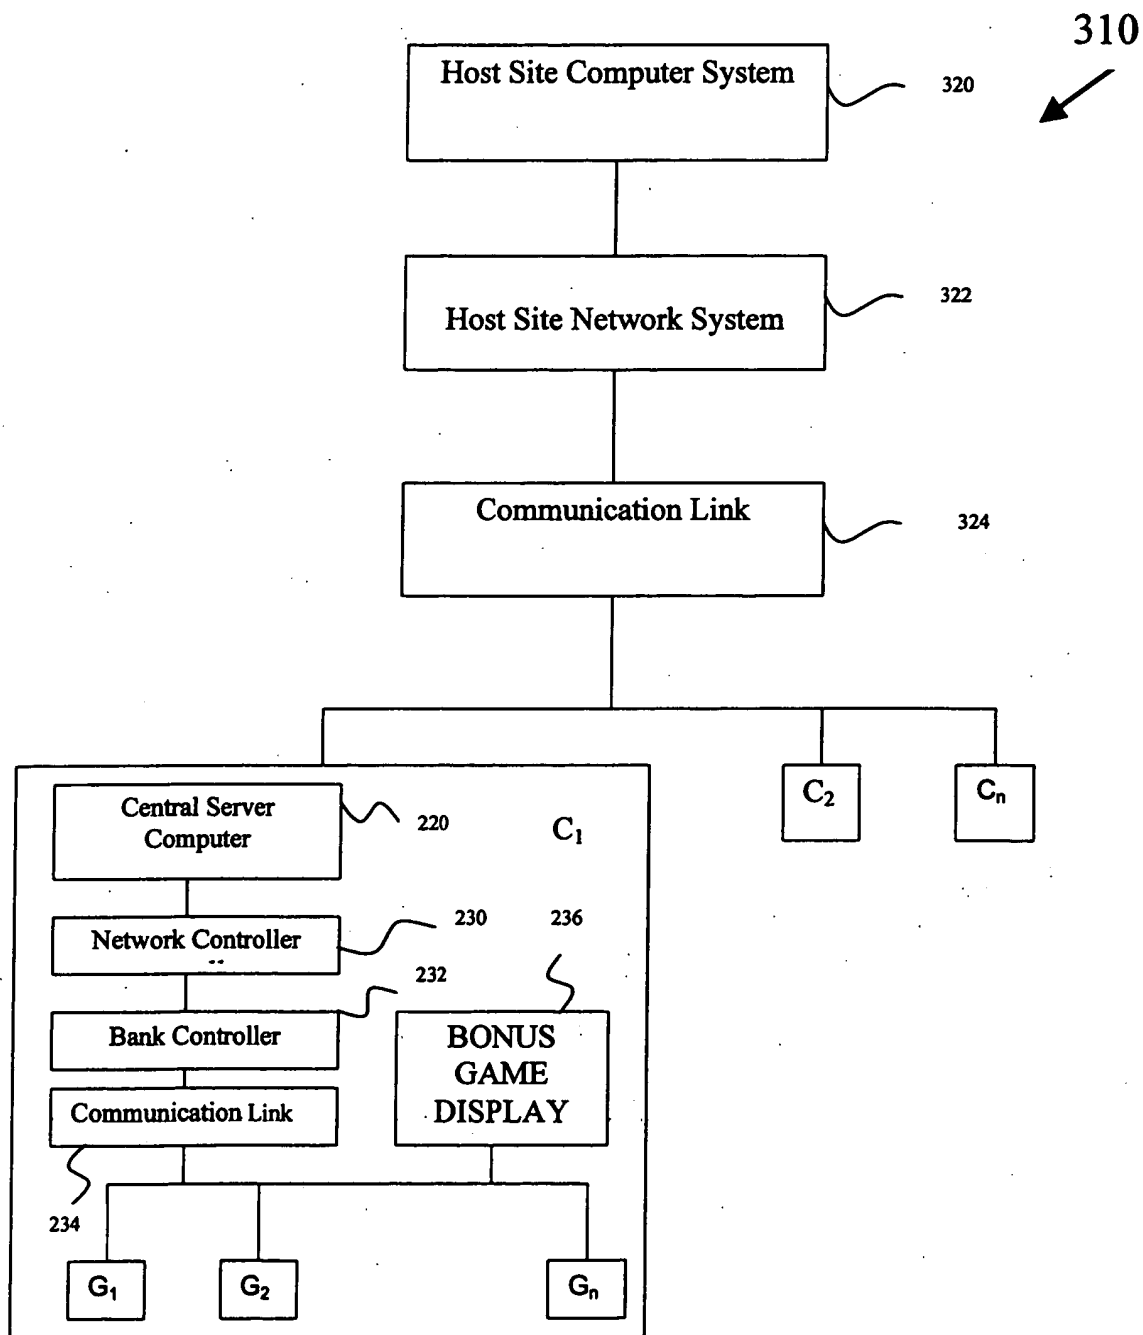 310
Host Site Computer System
320
Host Site Network System
322
Communication Link
324
Central Server
Computer
220
C1
C2
Cn
Network Controller
230
236
Bank Controller
232
BONUS
GAME
DISPLAY
Communication Link
234
G1
G2
Gn